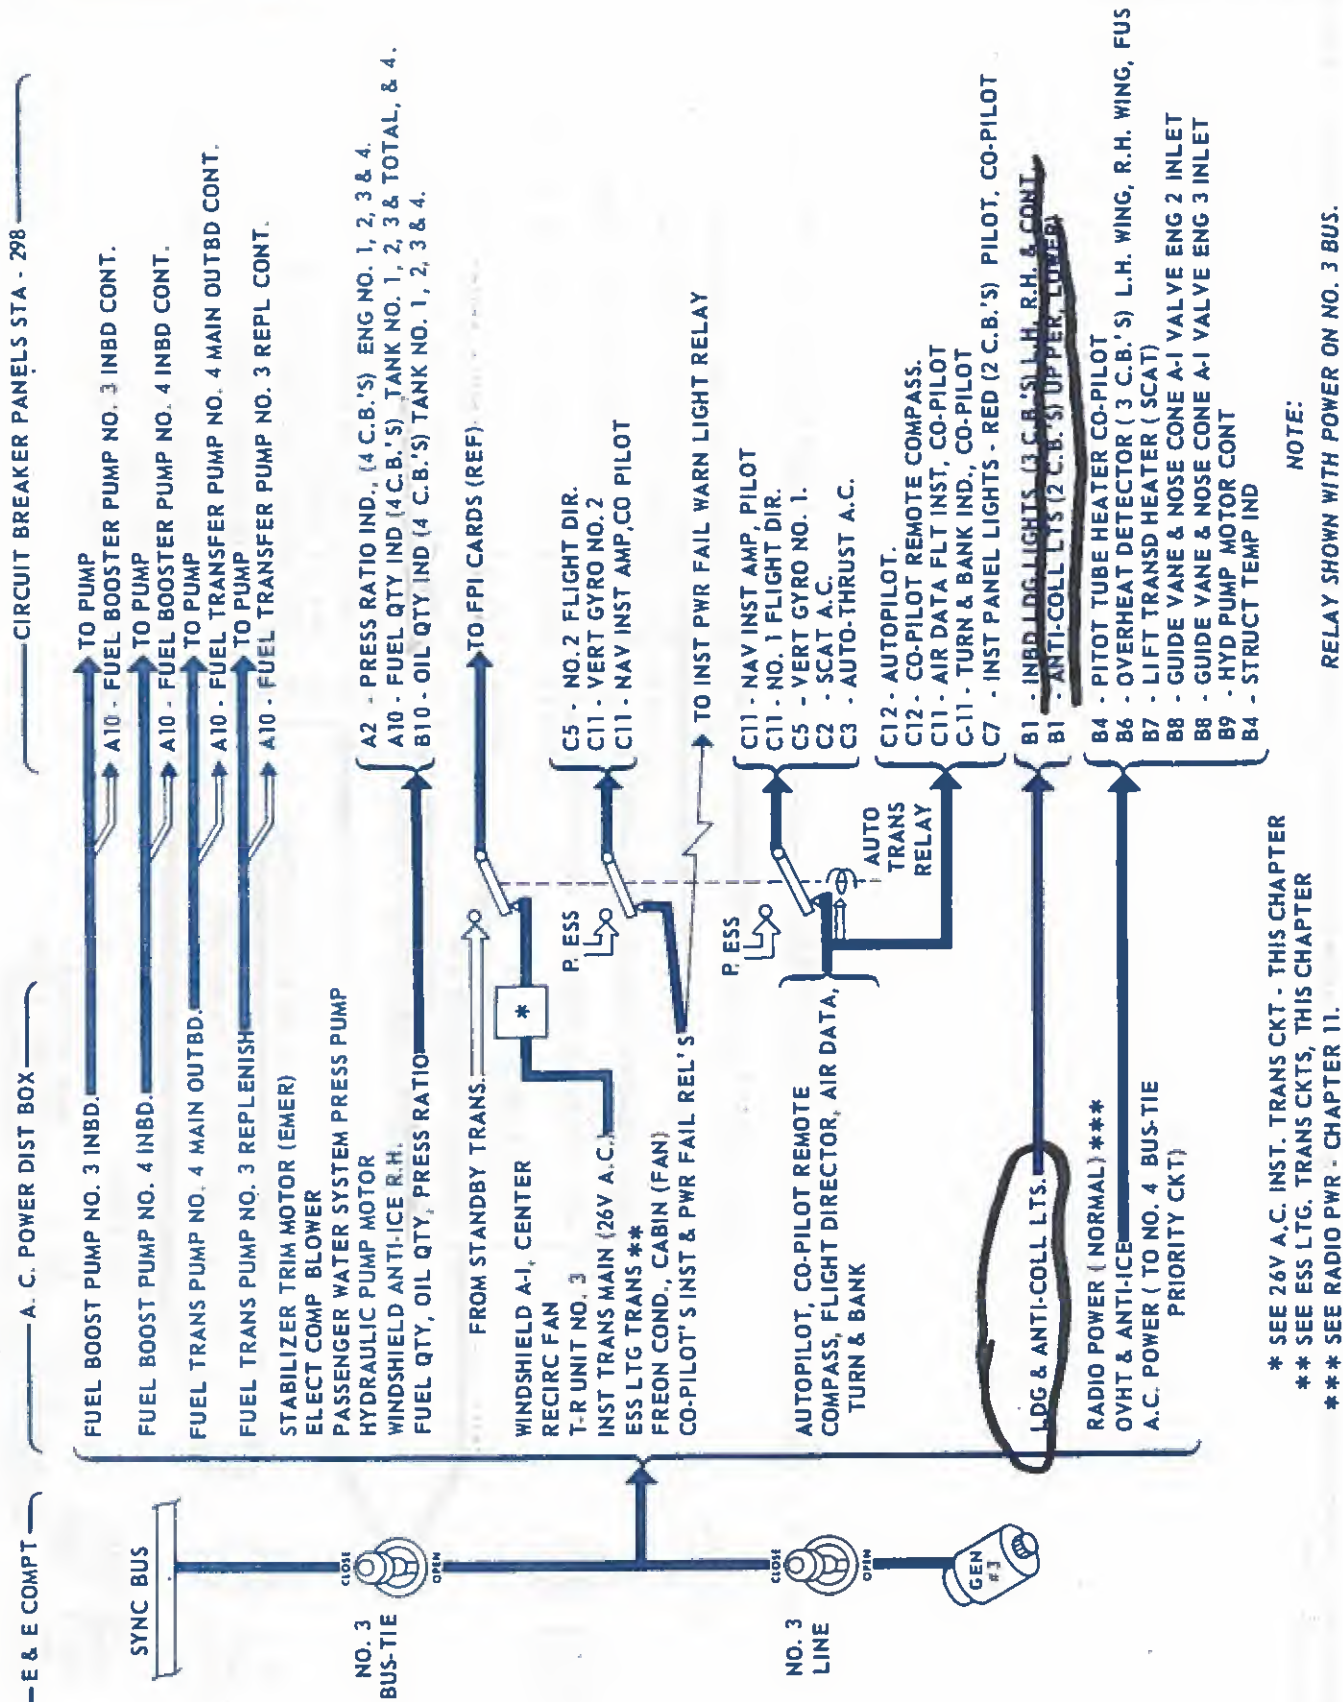 E & E COMPT
A. C. POWER DIST BOX
CIRCUIT BREAKER PANELS STA - 298
SYNC BUS
CLOSE
OPEN
NO. 3
BUS-TIE
CLOSE
OPEN
NO. 3
LINE
GEN
#3
FUEL BOOST PUMP NO. 3 INBD.
TO PUMP
A10 - FUEL BOOSTER PUMP NO. 3 INBD CONT.
FUEL BOOST PUMP NO. 4 INBD.
TO PUMP
A10 - FUEL BOOSTER PUMP NO. 4 INBD CONT.
FUEL TRANS PUMP NO. 4 MAIN OUTBD.
TO PUMP
A10 - FUEL TRANSFER PUMP NO. 4 MAIN OUTBD CONT.
FUEL TRANS PUMP NO. 3 REPLENISH
TO PUMP
A10 - FUEL TRANSFER PUMP NO. 3 REPL CONT.
STABILIZER TRIM MOTOR (EMER)
ELECT COMP BLOWER
PASSENGER WATER SYSTEM PRESS PUMP
HYDRAULIC PUMP MOTOR
WINDSHIELD ANTI-ICE R.H.
FUEL QTY, OIL QTY, PRESS RATIO
A2 - PRESS RATIO IND., (4 C.B.'S) ENG NO. 1, 2, 3 & 4.
A10 - FUEL QTY IND (4 C.B.'S) TANK NO. 1, 2, 3 & TOTAL, & 4.
B10 - OIL QTY IND (4 C.B.'S) TANK NO. 1, 2, 3 & 4.
FROM STANDBY TRANS.
TO FPI CARDS (REF)
WINDSHIELD A-I, CENTER
RECIRC FAN
T-R UNIT NO. 3
INST TRANS MAIN (26V A.C.)
*
ESS LTG TRANS **
FREON COND., CABIN (FAN)
CO-PILOT'S INST & PWR FAIL REL'S
P. ESS
C5 - NO. 2 FLIGHT DIR.
C11 - VERT GYRO NO. 2
C11 - NAV INST AMP, CO PILOT
TO INST PWR FAIL WARN LIGHT RELAY
P. ESS
C11 - NAV INST AMP, PILOT
C11 - NO. 1 FLIGHT DIR.
C5 - VERT GYRO NO. 1.
C2 - SCAT A.C.
C3 - AUTO-THRUST A.C.
AUTO
TRANS
RELAY
AUTOPILOT, CO-PILOT REMOTE
COMPASS, FLIGHT DIRECTOR, AIR DATA,
TURN & BANK
C12 - AUTOPILOT.
C12 - CO-PILOT REMOTE COMPASS.
C11 - AIR DATA FLT INST, CO-PILOT
C-11 - TURN & BANK IND., CO-PILOT
C7 - INST PANEL LIGHTS - RED (2 C.B.'S) PILOT, CO-PILOT
LDG & ANTI-COLL LTS.
B1 - INBD LDG LIGHTS (3 C.B.'S) L.H. R.H. & CONT.
B1 - ANTI-COLL LTS (2 C.B.'S) UPPER, LOWER)
RADIO POWER (NORMAL) ***
OVHT & ANTI-ICE
A.C. POWER (TO NO. 4 BUS-TIE
PRIORITY CKT)
B4 - PITOT TUBE HEATER CO-PILOT
B6 - OVERHEAT DETECTOR (3 C.B.'S) L.H. WING, R.H. WING, FUS
B7 - LIFT TRANSD HEATER (SCAT)
B8 - GUIDE VANE & NOSE CONE A-I VALVE ENG 2 INLET
B8 - GUIDE VANE & NOSE CONE A-I VALVE ENG 3 INLET
B9 - HYD PUMP MOTOR CONT
B4 - STRUCT TEMP IND
* SEE 26V A.C. INST. TRANS CKT - THIS CHAPTER
** SEE ESS LTG. TRANS CKTS, THIS CHAPTER
*** SEE RADIO PWR - CHAPTER 11.
NOTE:
RELAY SHOWN WITH POWER ON NO. 3 BUS.